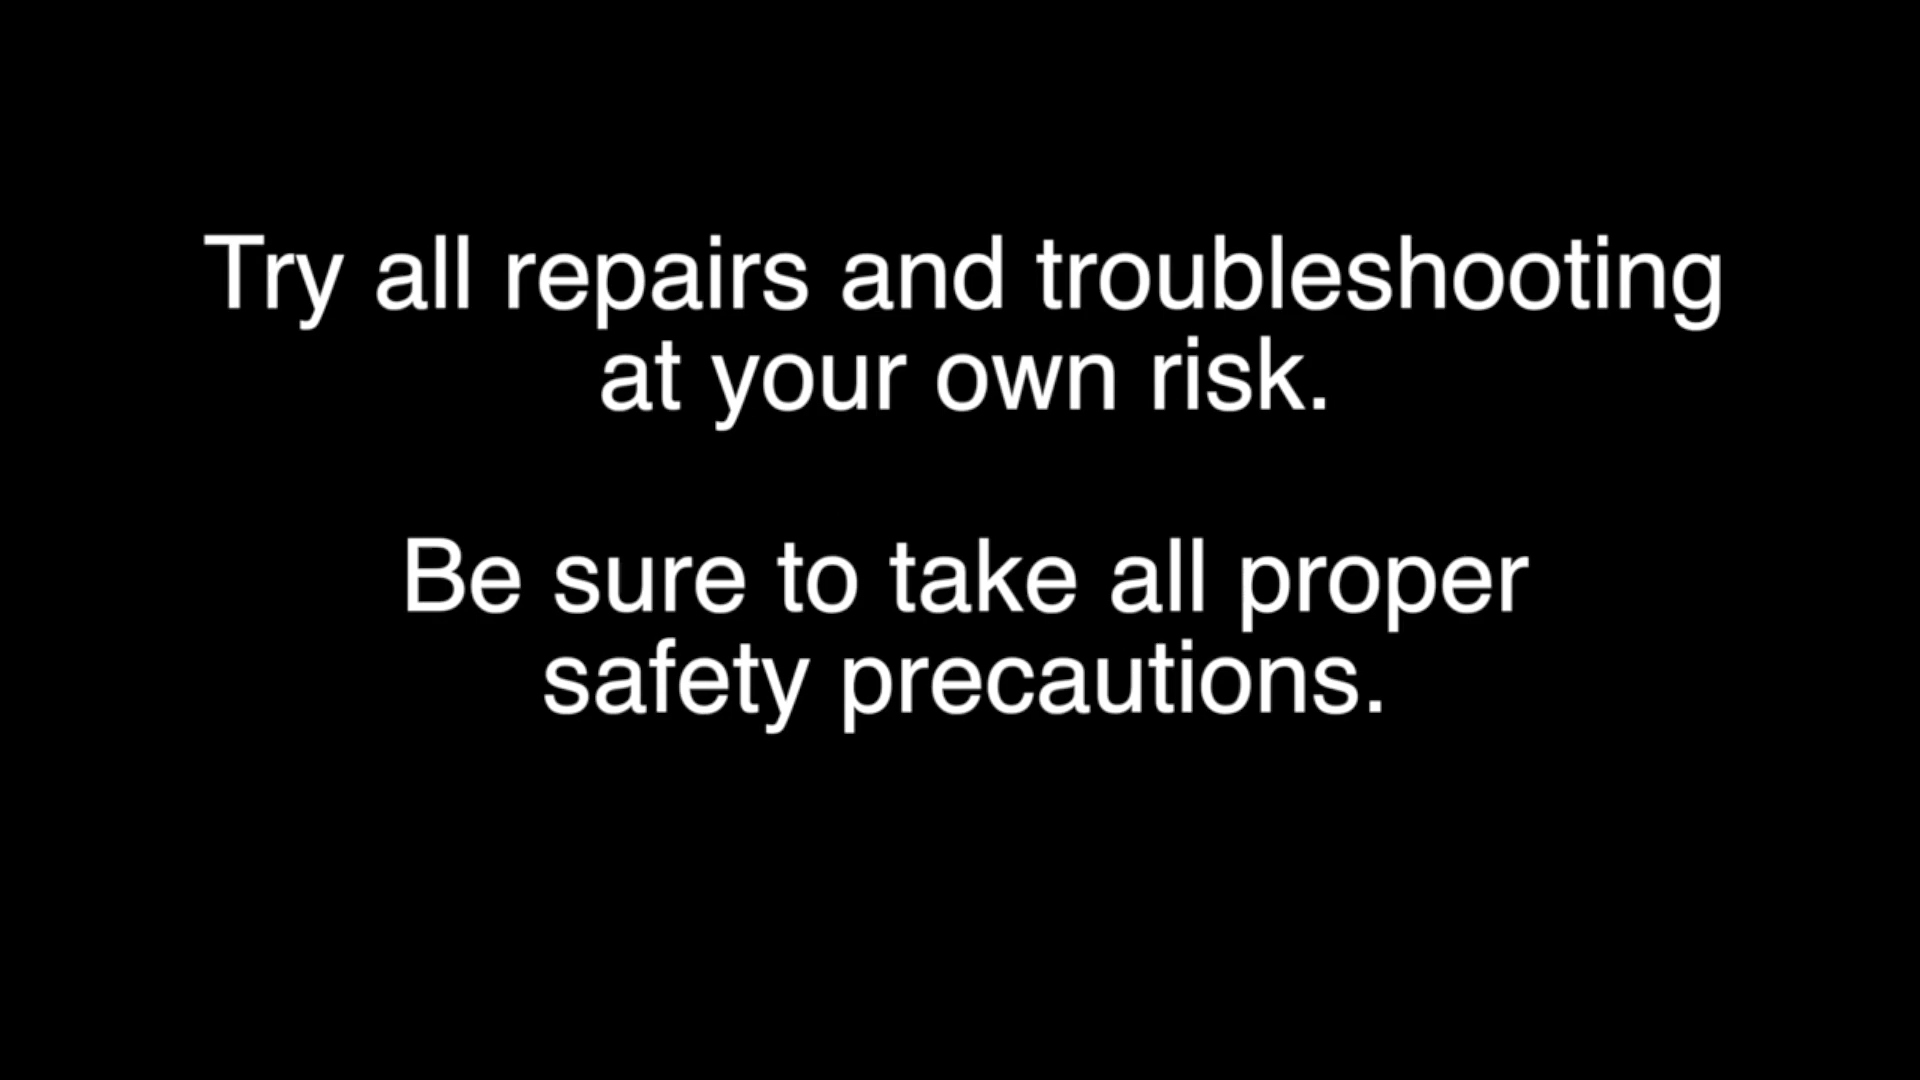 Try all repairs and troubleshooting
at your own risk.
Be sure to take all proper
safety precautions.